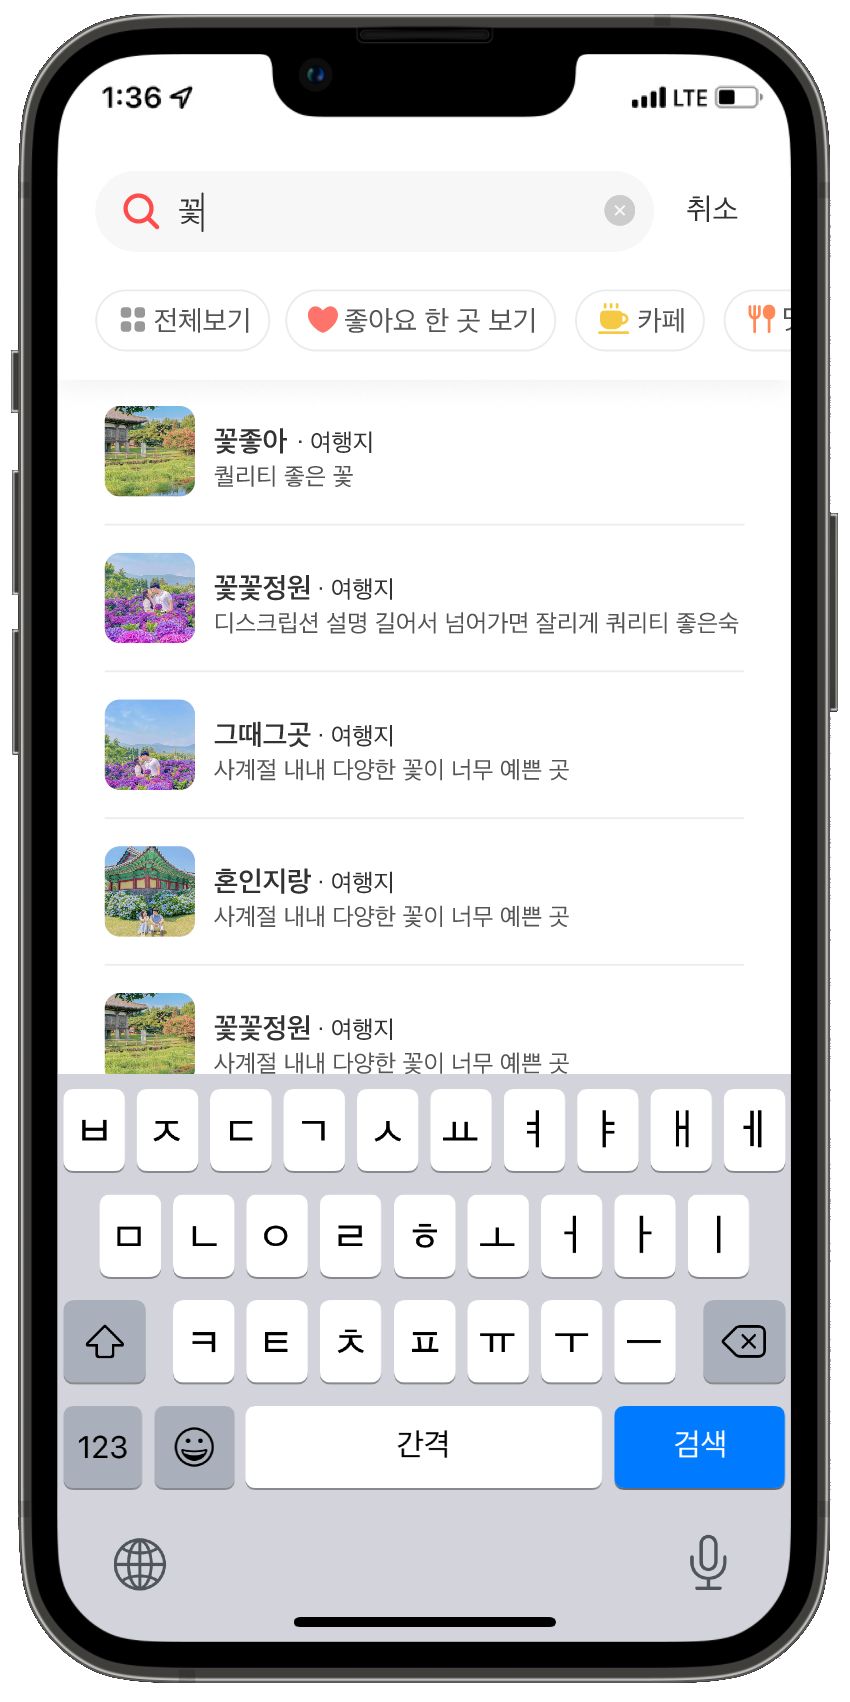 1:36 LTE
꽃 취소
전체보기 좋아요 한 곳 보기 카페
꽃좋아 · 여행지
퀄리티 좋은 꽃
꽃꽃정원 · 여행지
디스크립션 설명 길어서 넘어가면 잘리게 쿼리티 좋은숙
그때그곳 · 여행지
사계절 내내 다양한 꽃이 너무 예쁜 곳
혼인지랑 · 여행지
사계절 내내 다양한 꽃이 너무 예쁜 곳
꽃꽃정원 · 여행지
사계절 내내 다양한 꽃이 너무 예쁜 곳
ㅂ ㅈ ㄷ ㄱ ㅅ ㅛ ㅕ ㅑ ㅐ ㅔ
ㅁ ㄴ ㅇ ㄹ ㅎ ㅗ ㅓ ㅏ ㅣ
ㅋ ㅌ ㅊ ㅍ ㅠ ㅜ ㅡ
123 간격 검색